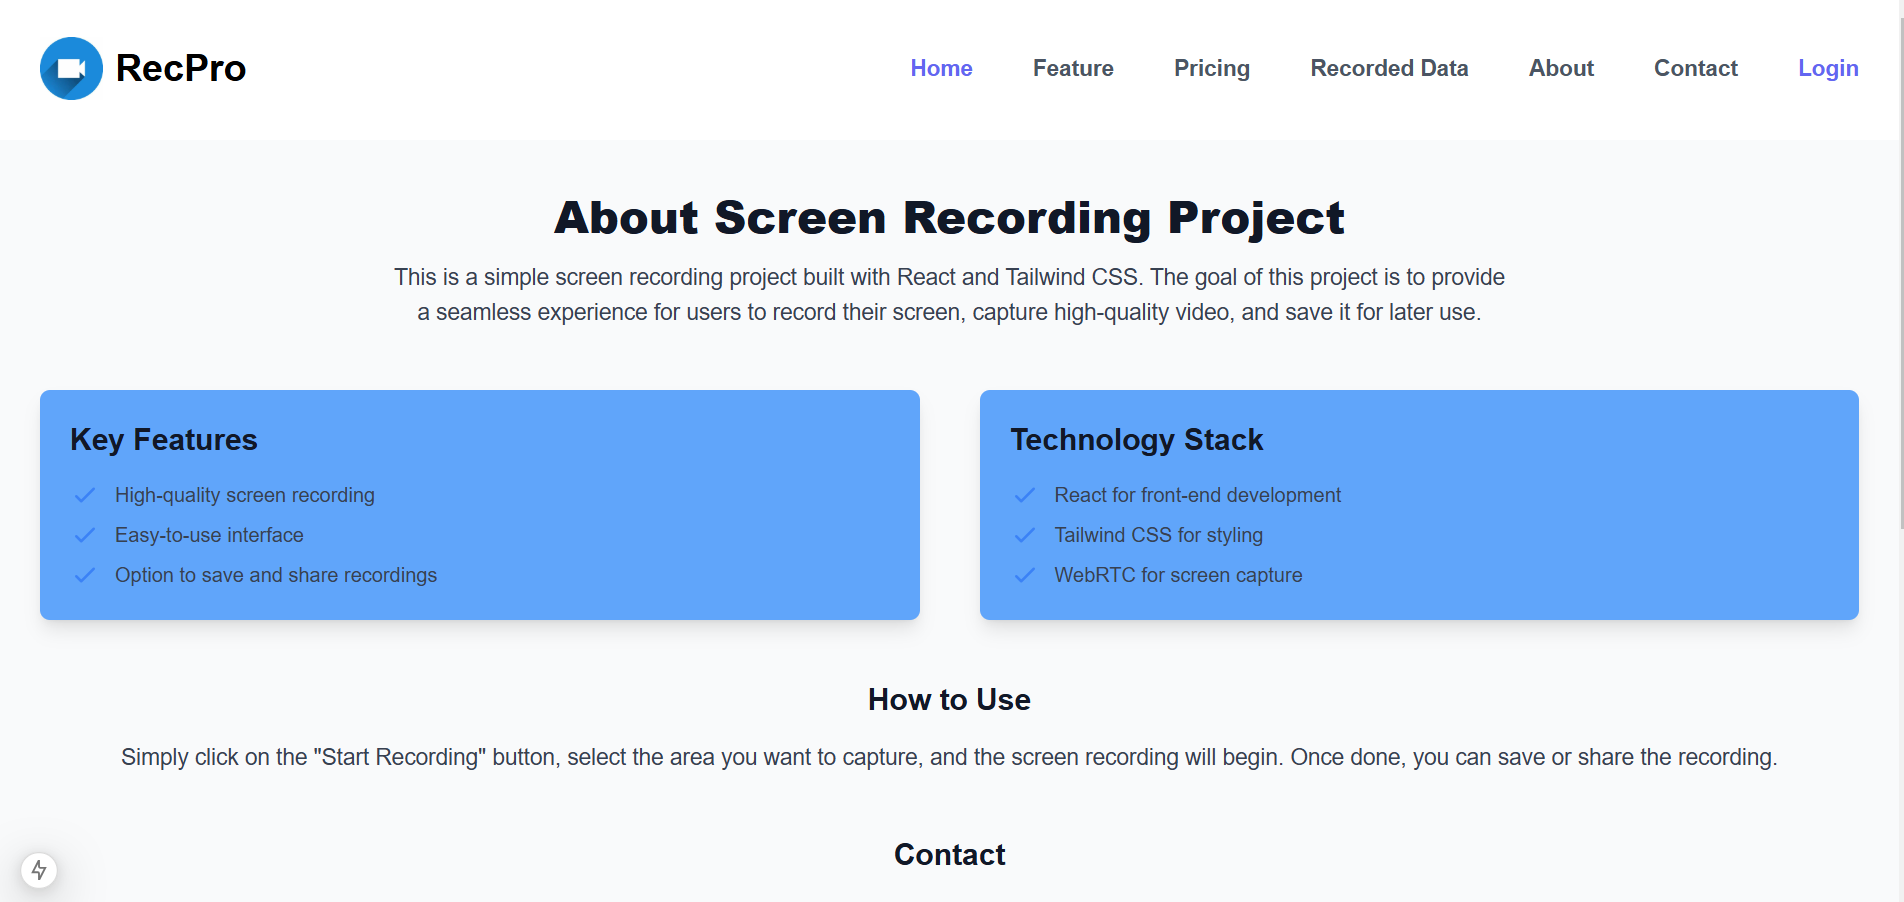 RecPro
Home
Feature
Pricing
Recorded Data
About
Contact
Login
About Screen Recording Project
This is a simple screen recording project built with React and Tailwind CSS. The goal of this project is to provide
a seamless experience for users to record their screen, capture high-quality video, and save it for later use.
Key Features
High-quality screen recording
Easy-to-use interface
Option to save and share recordings
Technology Stack
React for front-end development
Tailwind CSS for styling
WebRTC for screen capture
How to Use
Simply click on the "Start Recording" button, select the area you want to capture, and the screen recording will begin. Once done, you can save or share the recording.
Contact